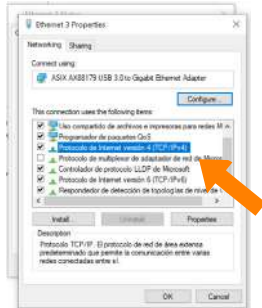 Ethernet 3 Properties
Networking Sharing
Connect using:
ASIX AX88179 USB 3.0 to Gigabit Ethernet Adapter
Configure...
This connection uses the following items:
Uso compartido de archivos e impresoras para redes M
Programador de paquetes QoS
Protocolo de Internet versión 4 (TCP/IPv4)
Protocolo de multiplexor de adaptador de red de Micros
Controlador de protocolo LLDP de Microsoft
Protocolo de Internet versión 6 (TCP/IPv6)
Respondedor de detección de topologías de nivel de v
Install...
Uninstall
Properties
Description
Protocolo TCP/IP. El protocolo de red de área extensa
predeterminado que permite la comunicación entre varias
redes conectadas entre sí.
OK
Cancel